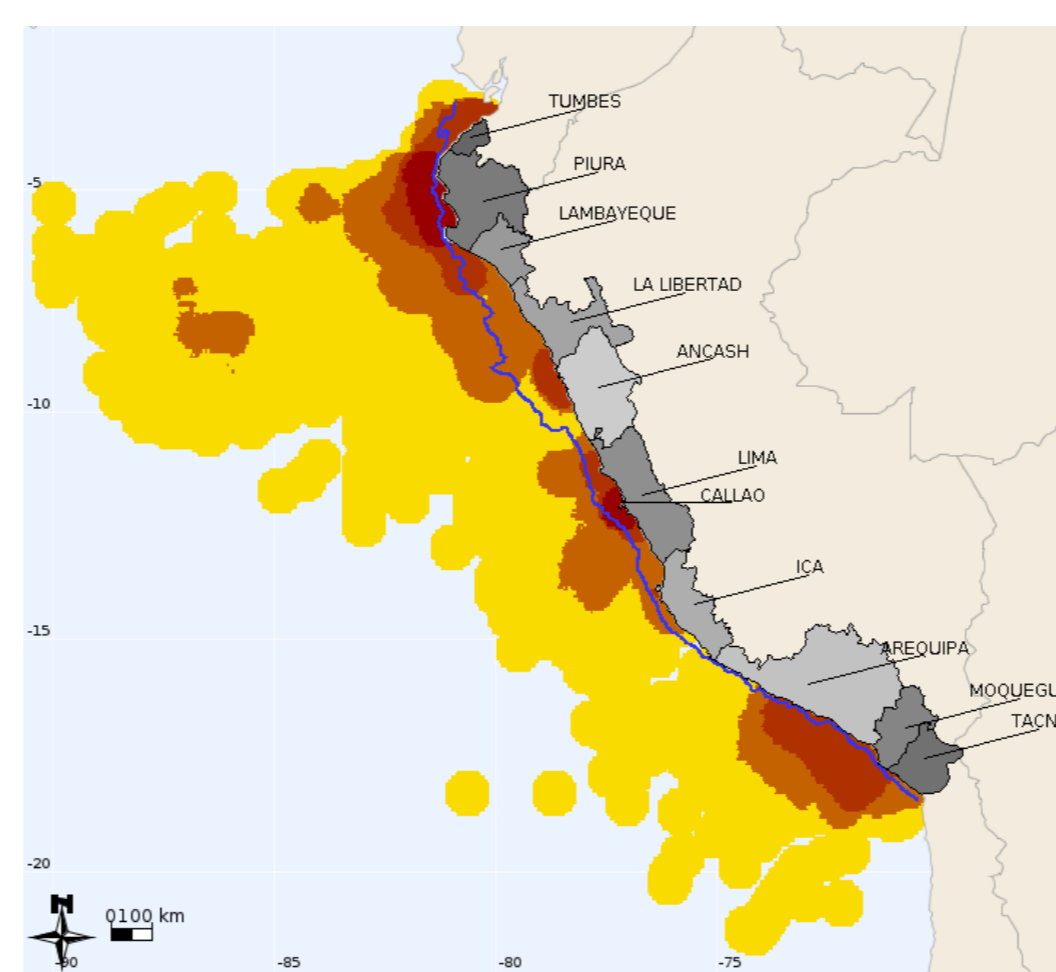 TUMBES
PIURA
-5
LAMBAYEQUE
LA LIBERTAD
ANCASH
-10
LIMA
CALLAO
ICA
-15
AREQUIPA
MOQUEGU
TACN
-20
N
0100 km
-90
-85
-80
-75